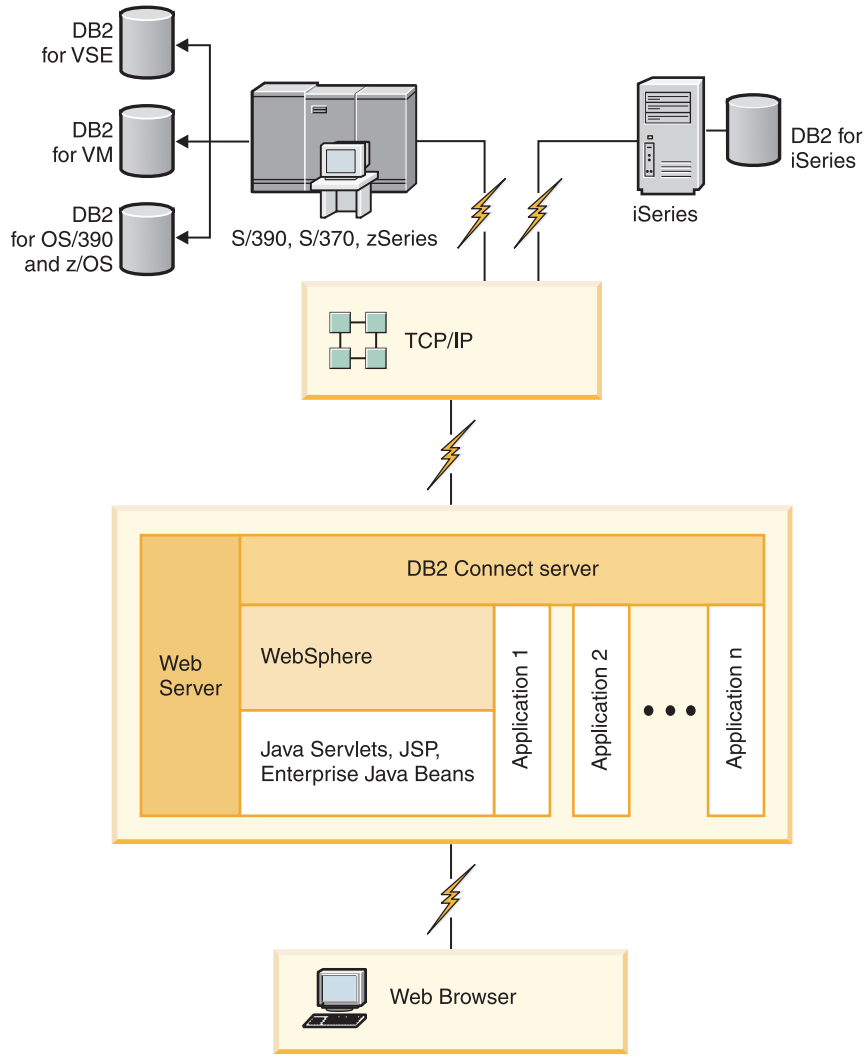 DB2
for VSE
DB2
for VM
DB2
for OS/390
and z/OS
S/390, S/370, zSeries
iSeries
DB2 for
iSeries
TCP/IP
DB2 Connect server
Web
Server
WebSphere
Java Servlets, JSP,
Enterprise Java Beans
Application 1
Application 2
Application n
Web Browser